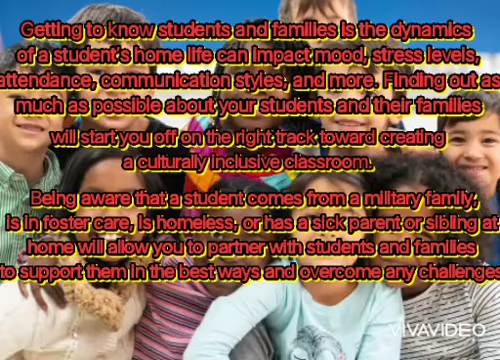 Getting to know students and families is the dynamics
of a student's home life can impact mood, stress levels,
attendance, communication styles, and more. Finding out as
much as possible about your students and their families
will start you off on the right track toward creating
a culturally inclusive classroom.
Being aware that a student comes from a military family,
is in foster care, is homeless, or has a sick parent or sibling at
home will allow you to partner with students and families
to support them in the best ways and overcome any challenges
VIVAVIDEO